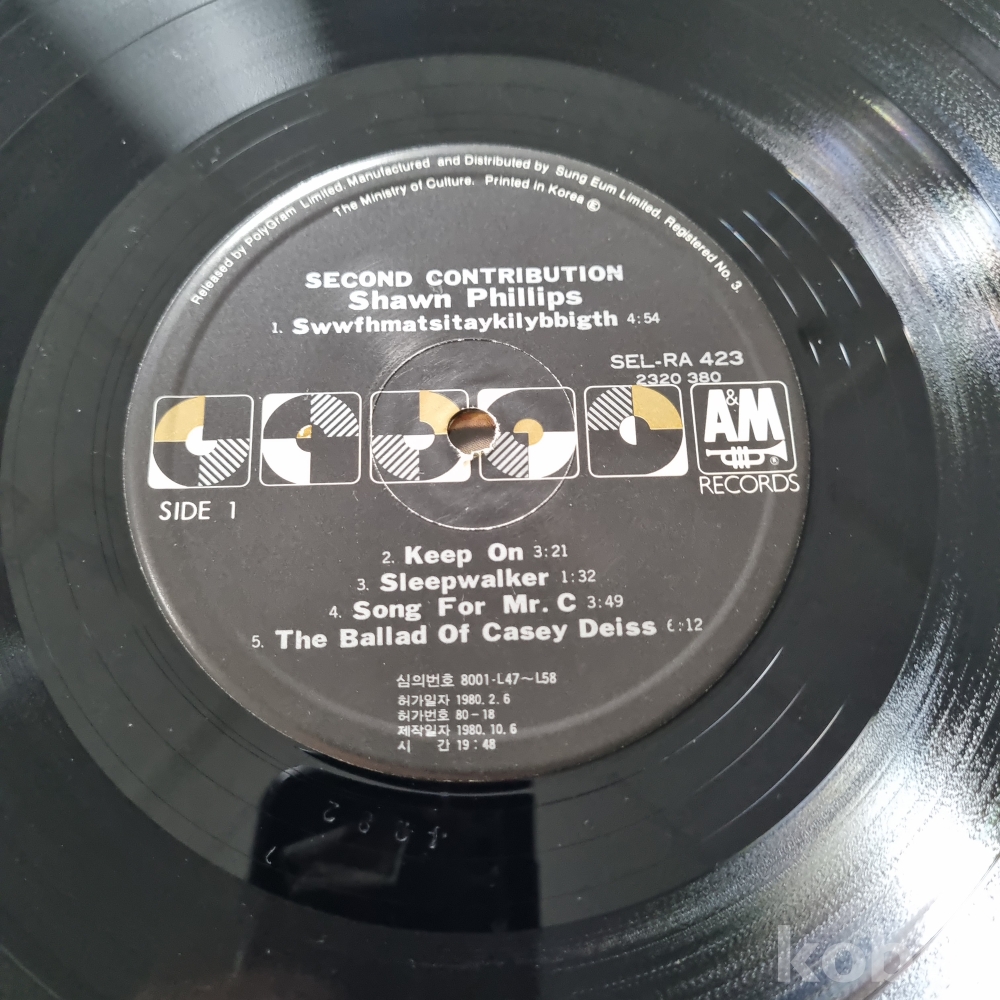 Released by PolyGram Limited. Manufactured and Distributed by Sung Eum Limited. Registered No. 3.
The Ministry of Culture. Printed in Korea Ⓔ
SECOND CONTRIBUTION
Shawn Phillips
1. Swwfhmatsitaykilybbigth 4:54
SEL-RA 423
2320 380
A&M
®
RECORDS
SIDE 1
2. Keep On 3:21
3. Sleepwalker 1:32
4. Song For Mr. C 3:49
5. The Ballad Of Casey Deiss 6:12
심의번호 8001-L47~L58
허가일자 1980. 2. 6
허가번호 80-18
제작일자 1980. 10. 6
시 간 19:48